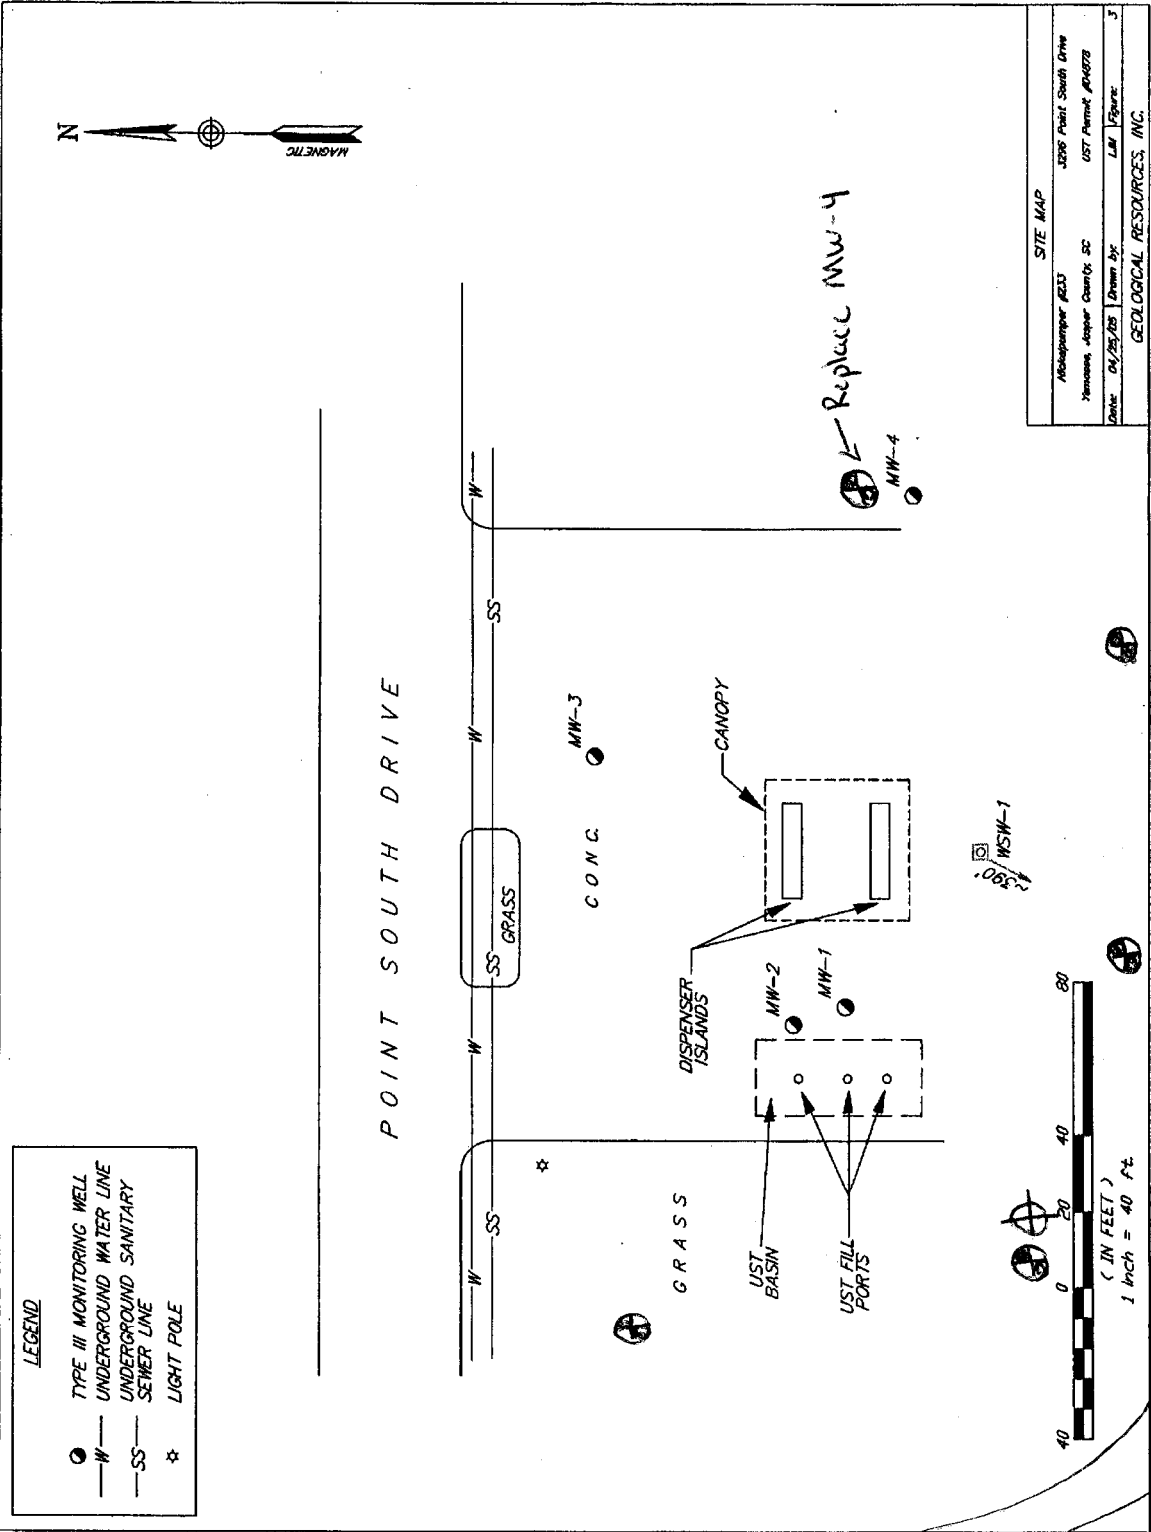 LEGEND
TYPE III MONITORING WELL
W UNDERGROUND WATER LINE
SS UNDERGROUND SANITARY
SEWER LINE
LIGHT POLE
N
MAGNETIC
POINT SOUTH DRIVE
W
W
W
W
SS
SS
SS
GRASS
CONC.
MW-3
GRASS
DISPENSER
ISLANDS
CANOPY
MW-2
MW-1
UST
BASIN
UST FILL
PORTS
Replace MW-4
MW-4
WSW-1
~390'
40
0
20
40
80
( IN FEET )
1 inch = 40 ft.
SITE MAP
3296 Point South Drive
Yemassee, Jasper County, SC
UST Permit #04878
Date: 04/25/05
Drawn by: LJM
Figure: 3
GEOLOGICAL RESOURCES, INC.